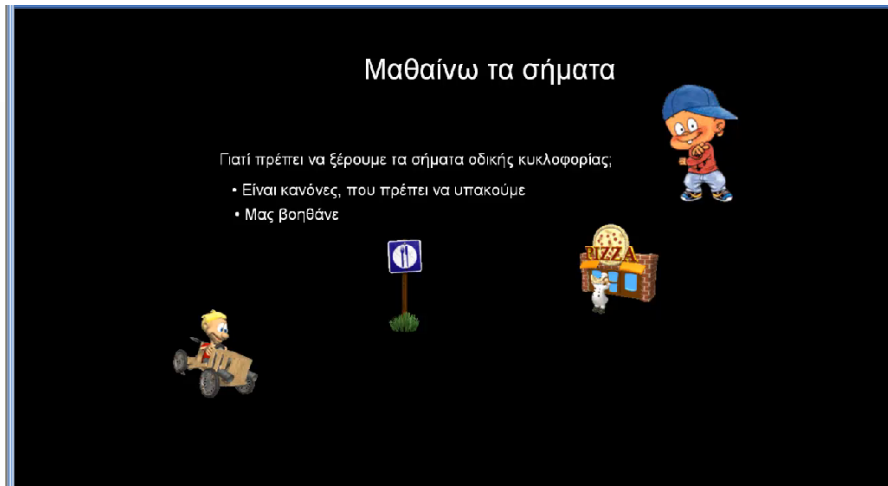 Μαθαίνω τα σήματα
Γιατί πρέπει να ξέρουμε τα σήματα οδικής κυκλοφορίας;
• Είναι κανόνες, που πρέπει να υπακούμε
• Μας βοηθάνε
PIZZA